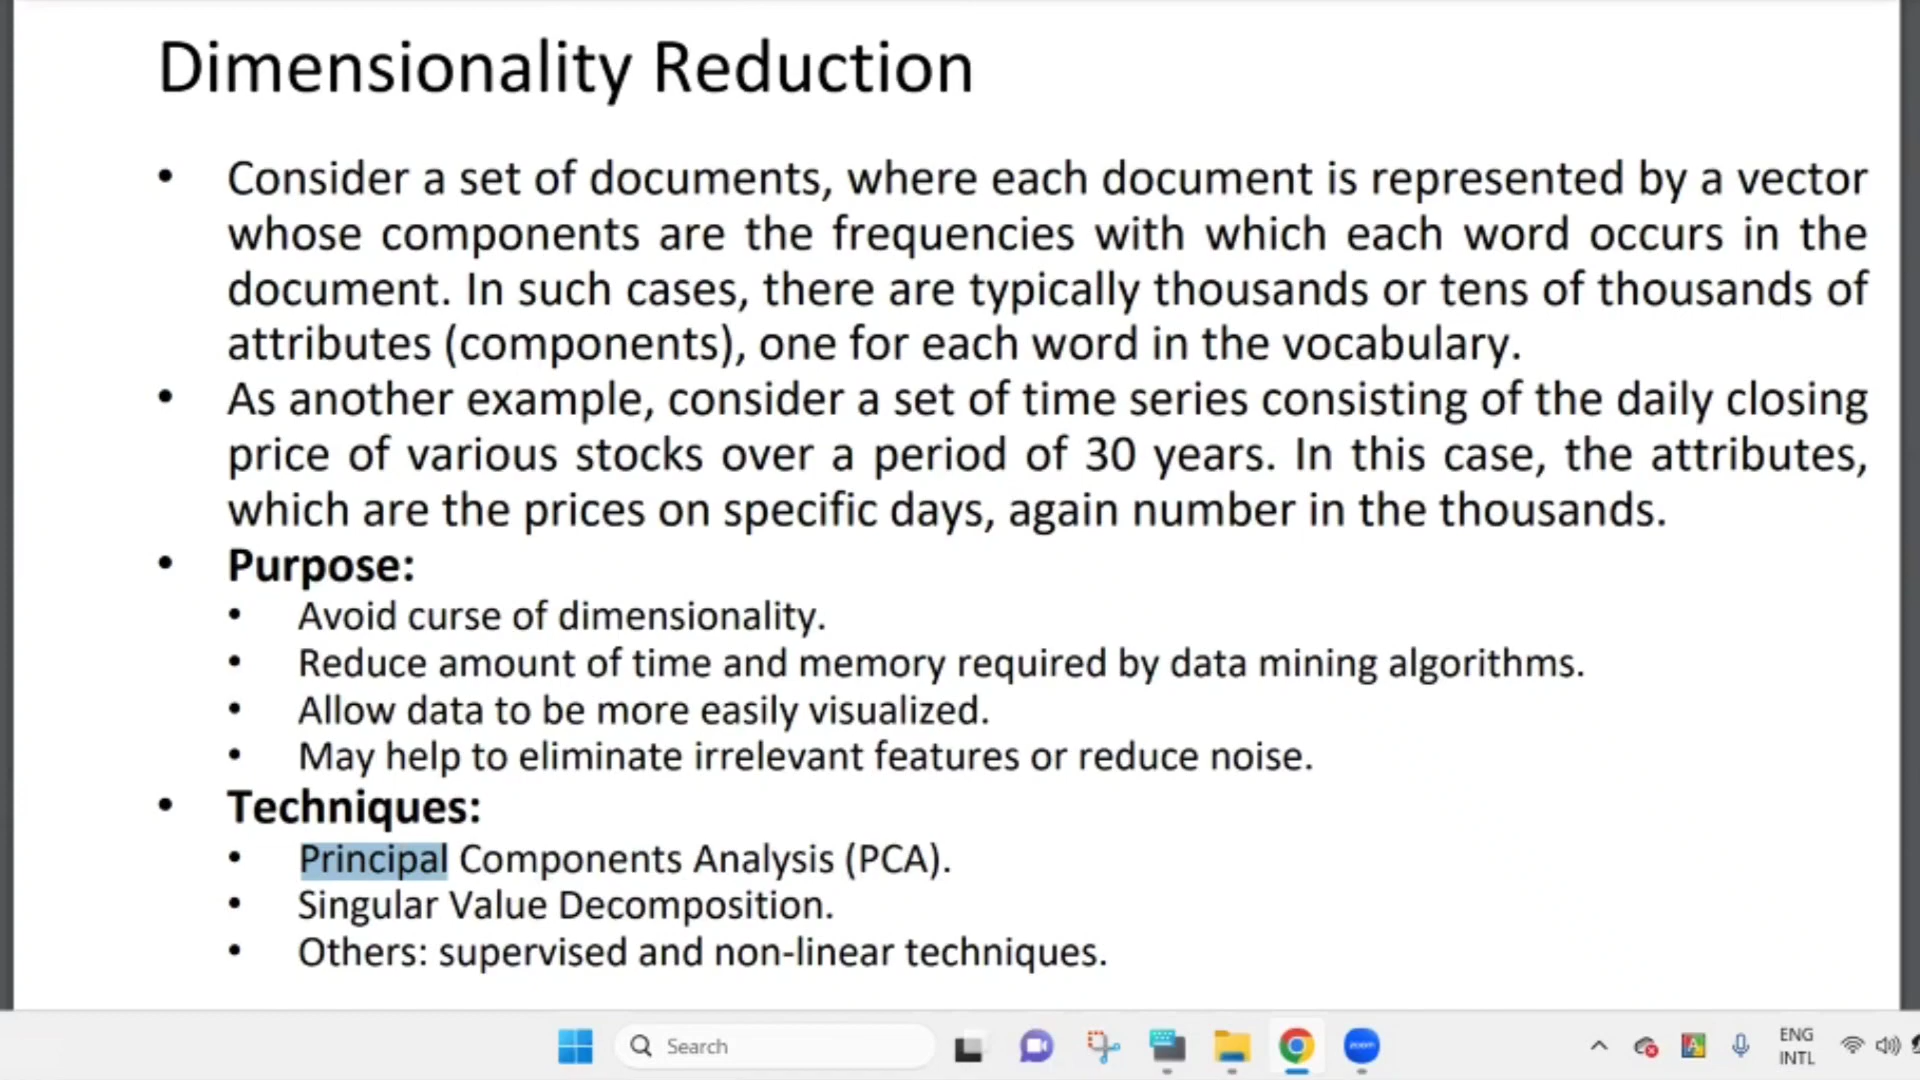 Dimensionality Reduction
• Consider a set of documents, where each document is represented by a vector
whose components are the frequencies with which each word occurs in the
document. In such cases, there are typically thousands or tens of thousands of
attributes (components), one for each word in the vocabulary.
• As another example, consider a set of time series consisting of the daily closing
price of various stocks over a period of 30 years. In this case, the attributes,
which are the prices on specific days, again number in the thousands.
• Purpose:
• Avoid curse of dimensionality.
• Reduce amount of time and memory required by data mining algorithms.
• Allow data to be more easily visualized.
• May help to eliminate irrelevant features or reduce noise.
• Techniques:
• Principal Components Analysis (PCA).
• Singular Value Decomposition.
• Others: supervised and non-linear techniques.
Search
zoom
A
ENG
INTL